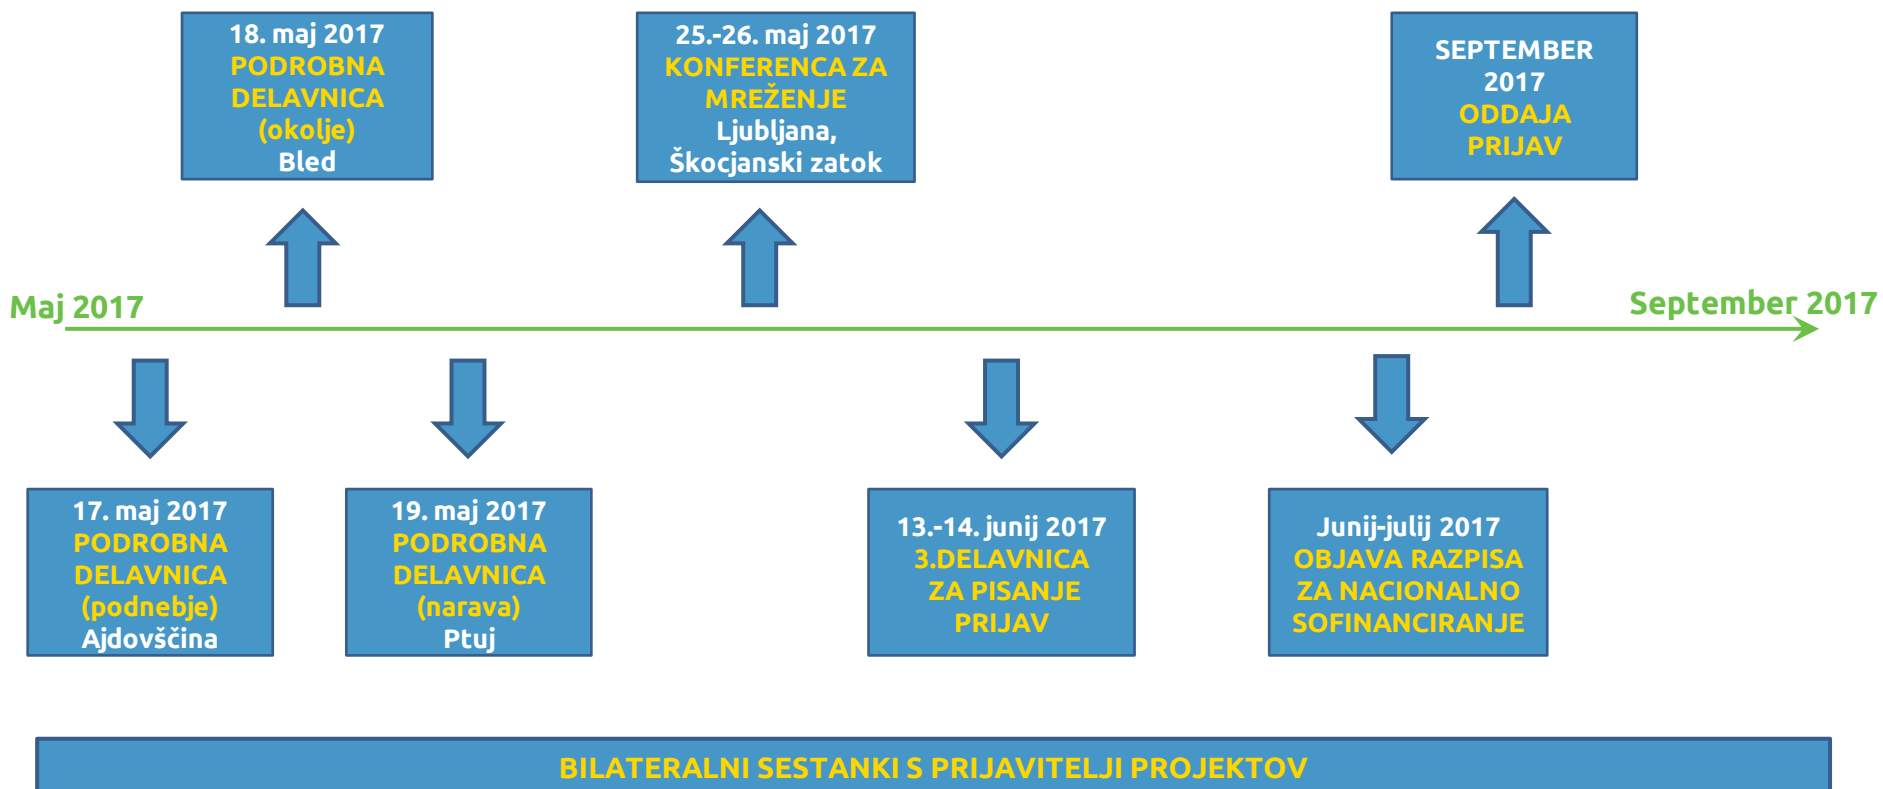 18. maj 2017
PODROBNA
DELAVNICA
(okolje)
Bled
25.-26. maj 2017
KONFERENCA ZA
MREŽENJE
Ljubljana,
Škocjanski zatok
SEPTEMBER
2017
ODDAJA
PRIJAV
Maj 2017
September 2017
17. maj 2017
PODROBNA
DELAVNICA
(podnebje)
Ajdovščina
19. maj 2017
PODROBNA
DELAVNICA
(narava)
Ptuj
13.-14. junij 2017
3.DELAVNICA
ZA PISANJE
PRIJAV
Junij-julij 2017
OBJAVA RAZPISA
ZA NACIONALNO
SOFINANCIRANJE
BILATERALNI SESTANKI S PRIJAVITELJI PROJEKTOV